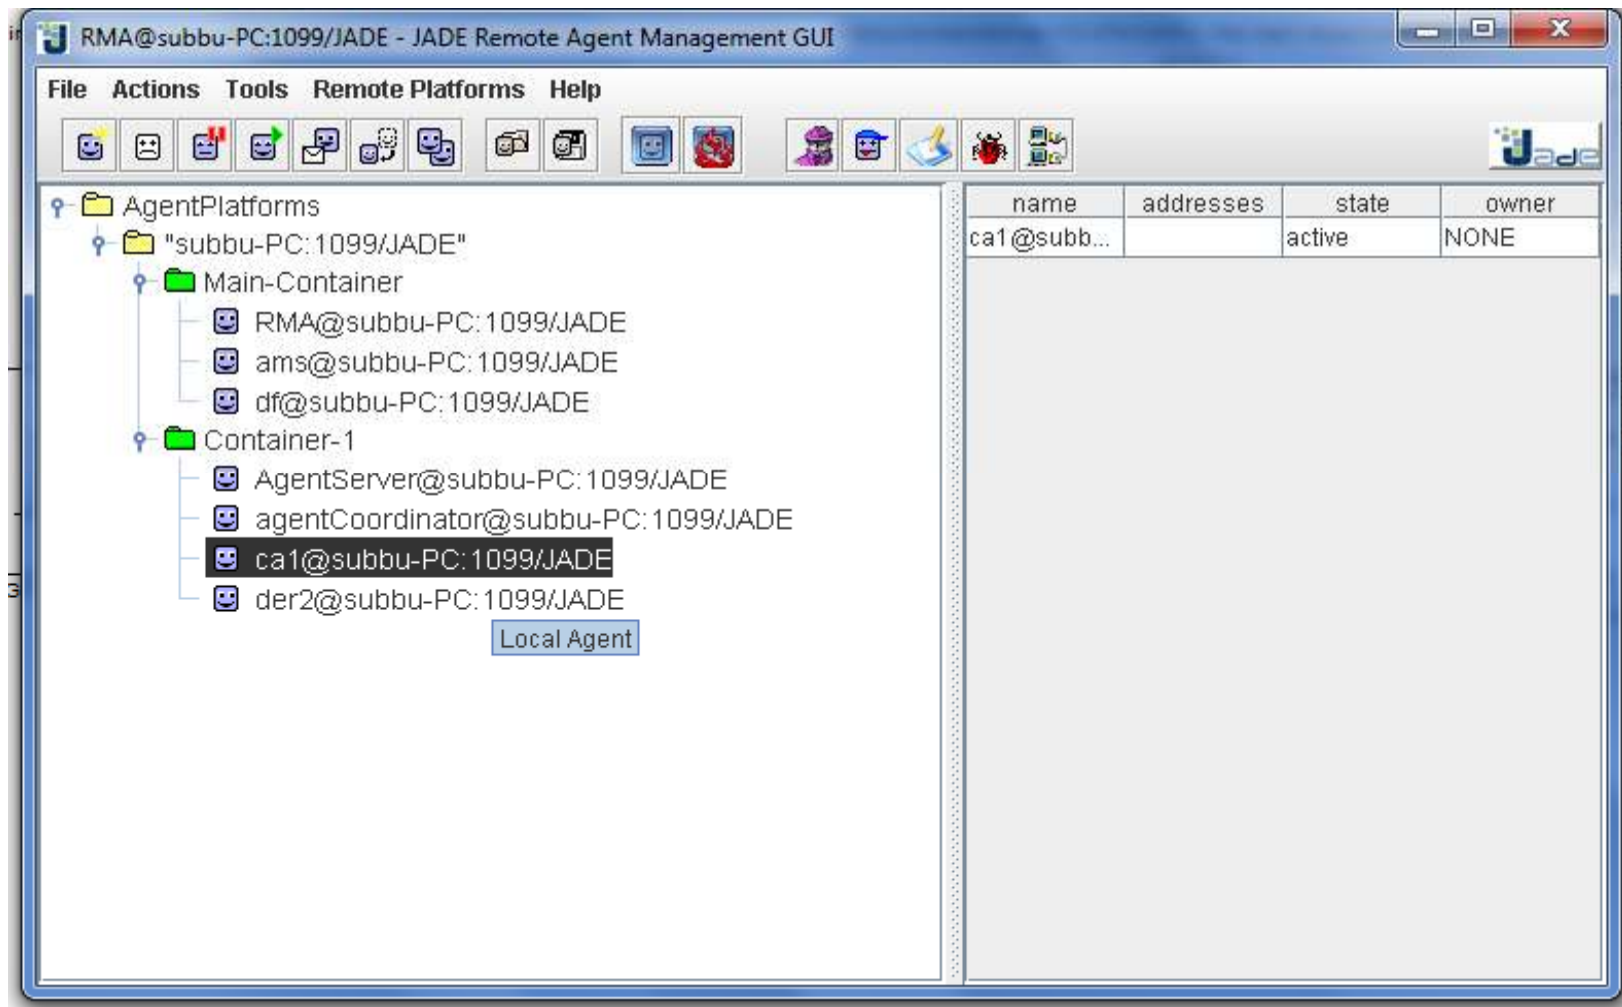 RMA@subbu-PC:1099/JADE - JADE Remote Agent Management GUI
File Actions Tools Remote Platforms Help
Jade
AgentPlatforms
"subbu-PC:1099/JADE"
Main-Container
RMA@subbu-PC:1099/JADE
ams@subbu-PC:1099/JADE
df@subbu-PC:1099/JADE
Container-1
AgentServer@subbu-PC:1099/JADE
agentCoordinator@subbu-PC:1099/JADE
ca1@subbu-PC:1099/JADE
der2@subbu-PC:1099/JADE
Local Agent
name addresses state owner
ca1@subb... active NONE